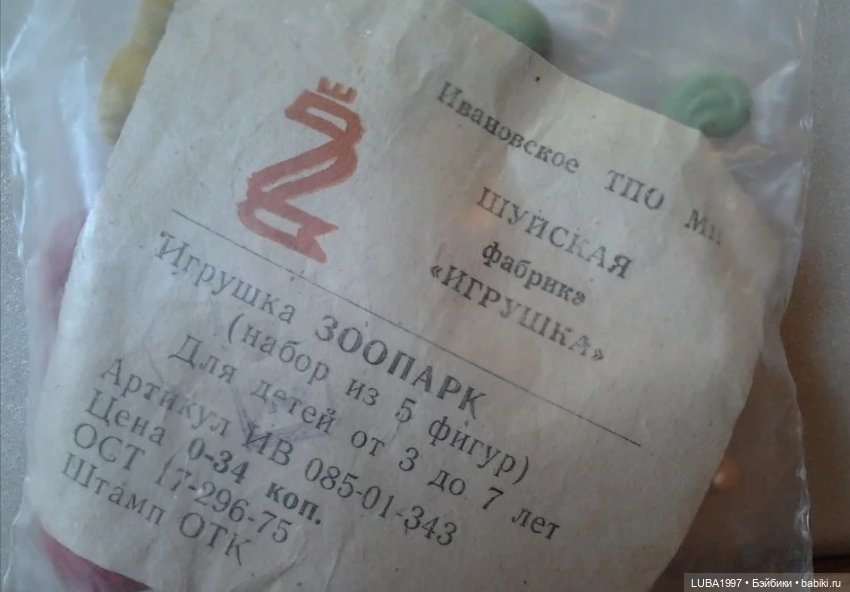 Ивановское ТПО
ШУЙСКАЯ
фабрика
«ИГРУШКА»
Игрушка ЗООПАРК
(набор из 5 фигур)
Для детей от 3 до 7 лет
Артикул ИВ 085-01-343
Цена 0-34 коп.
ОСТ 17-296-75
Штамп ОТК
LUBA1997 • Бэйбики • babiki.ru